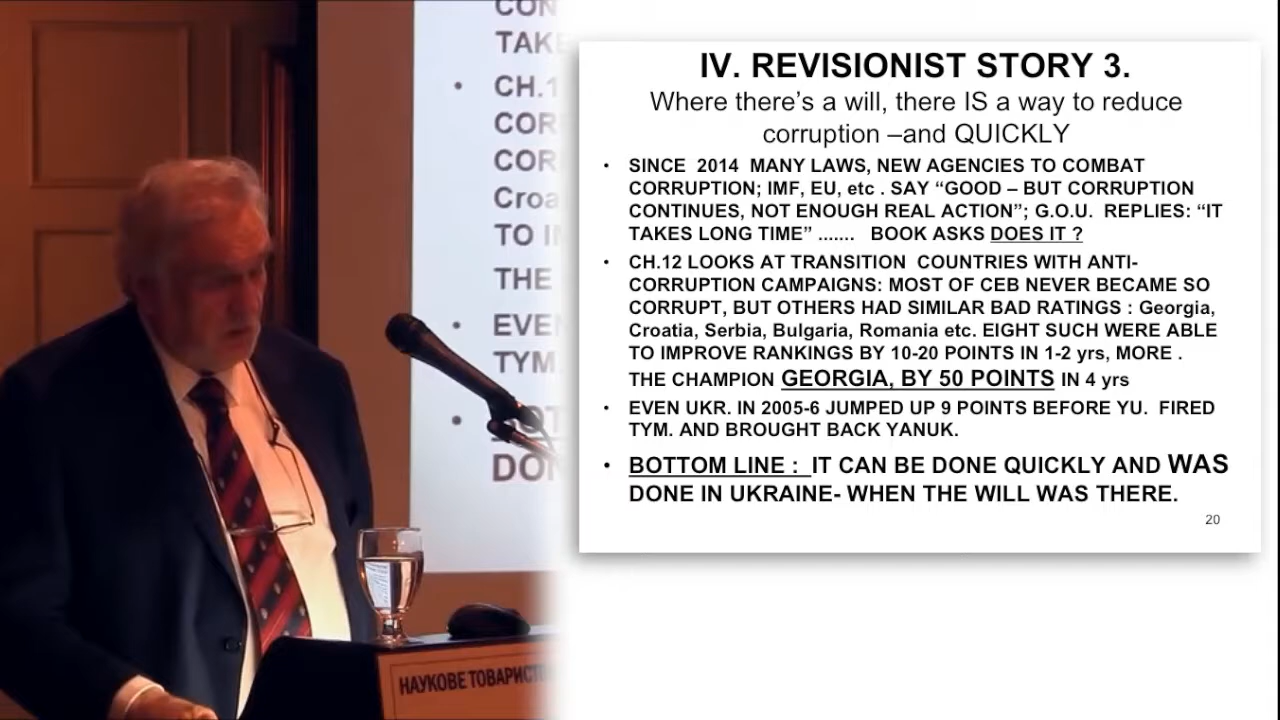 CON
TAKE
• CH.1
COR
COR
Croa
TO I
THE
• EVE
TYM.
DON
НАУКОВЕ ТОВАРИСТ
IV. REVISIONIST STORY 3.
Where there’s a will, there IS a way to reduce
corruption –and QUICKLY
• SINCE 2014 MANY LAWS, NEW AGENCIES TO COMBAT
CORRUPTION; IMF, EU, etc . SAY “GOOD – BUT CORRUPTION
CONTINUES, NOT ENOUGH REAL ACTION”; G.O.U. REPLIES: “IT
TAKES LONG TIME” ....... BOOK ASKS DOES IT ?
• CH.12 LOOKS AT TRANSITION COUNTRIES WITH ANTI-
CORRUPTION CAMPAIGNS: MOST OF CEB NEVER BECAME SO
CORRUPT, BUT OTHERS HAD SIMILAR BAD RATINGS : Georgia,
Croatia, Serbia, Bulgaria, Romania etc. EIGHT SUCH WERE ABLE
TO IMPROVE RANKINGS BY 10-20 POINTS IN 1-2 yrs, MORE .
THE CHAMPION GEORGIA, BY 50 POINTS IN 4 yrs
• EVEN UKR. IN 2005-6 JUMPED UP 9 POINTS BEFORE YU. FIRED
TYM. AND BROUGHT BACK YANUK.
• BOTTOM LINE : IT CAN BE DONE QUICKLY AND WAS
DONE IN UKRAINE- WHEN THE WILL WAS THERE.
20